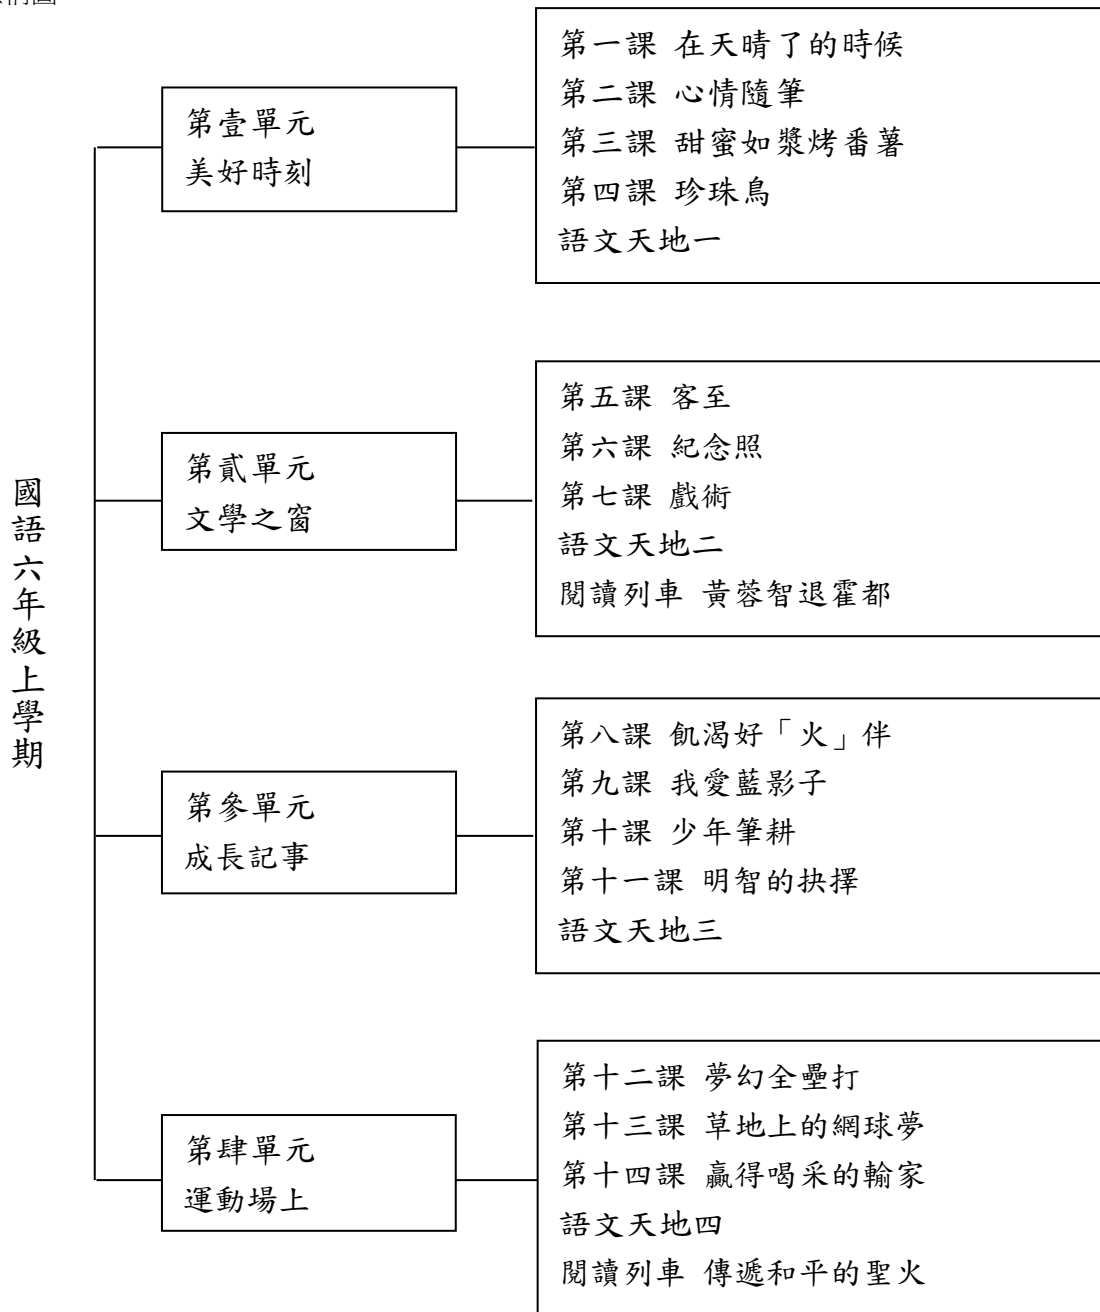 國語六年級上學期
第壹單元
美好時刻
第一課 在天晴了的時候
第二課 心情隨筆
第三課 甜蜜如漿烤番薯
第四課 珍珠鳥
語文天地一
第貳單元
文學之窗
第五課 客至
第六課 紀念照
第七課 戲術
語文天地二
閱讀列車 黃蓉智退霍都
第參單元
成長記事
第八課 飢渴好「火」伴
第九課 我愛藍影子
第十課 少年筆耕
第十一課 明智的抉擇
語文天地三
第肆單元
運動場上
第十二課 夢幻全壘打
第十三課 草地上的網球夢
第十四課 贏得喝采的輸家
語文天地四
閱讀列車 傳遞和平的聖火